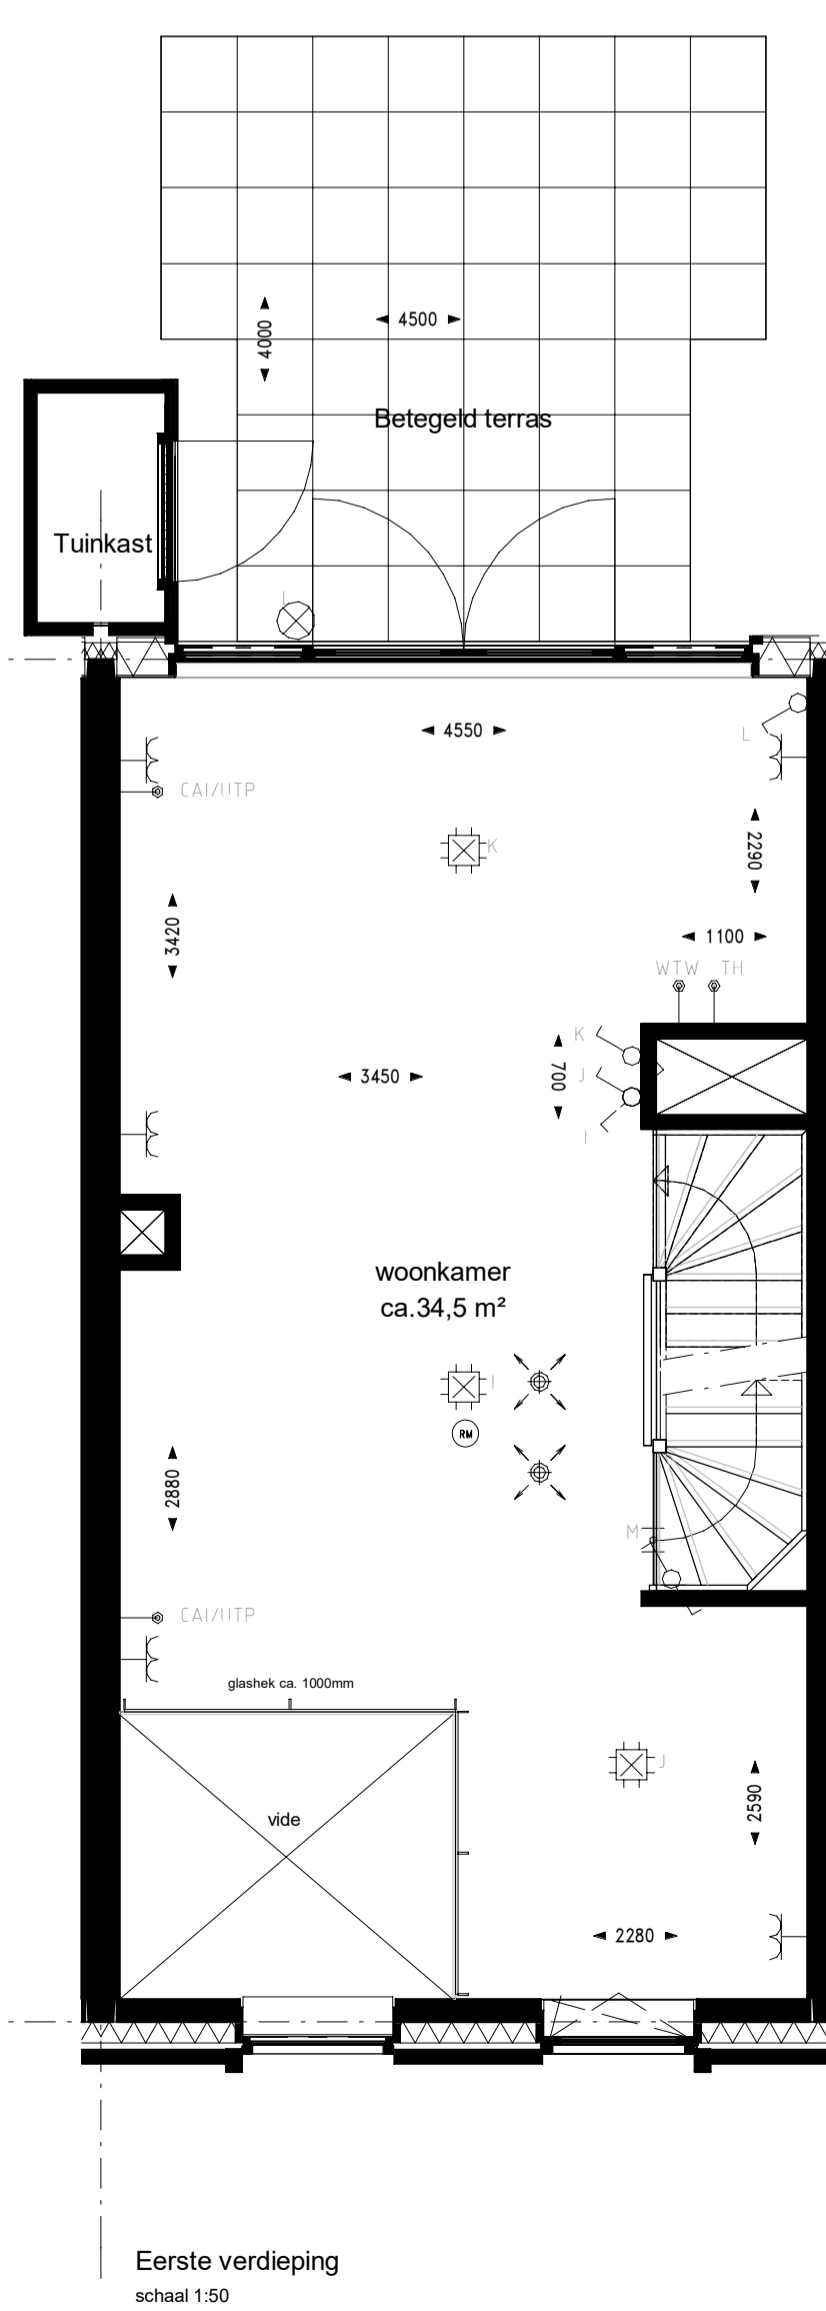 4000
4500
Betegeld terras
Tuinkast
L
4550
L
CAI/UTP
K
2290
3420
1100
WTW TH
K
700
J
3450
I
woonkamer
ca.34,5 m²
I
RM
2880
M
CAI/UTP
glashek ca. 1000mm
J
2590
vide
2280
Eerste verdieping
schaal 1:50